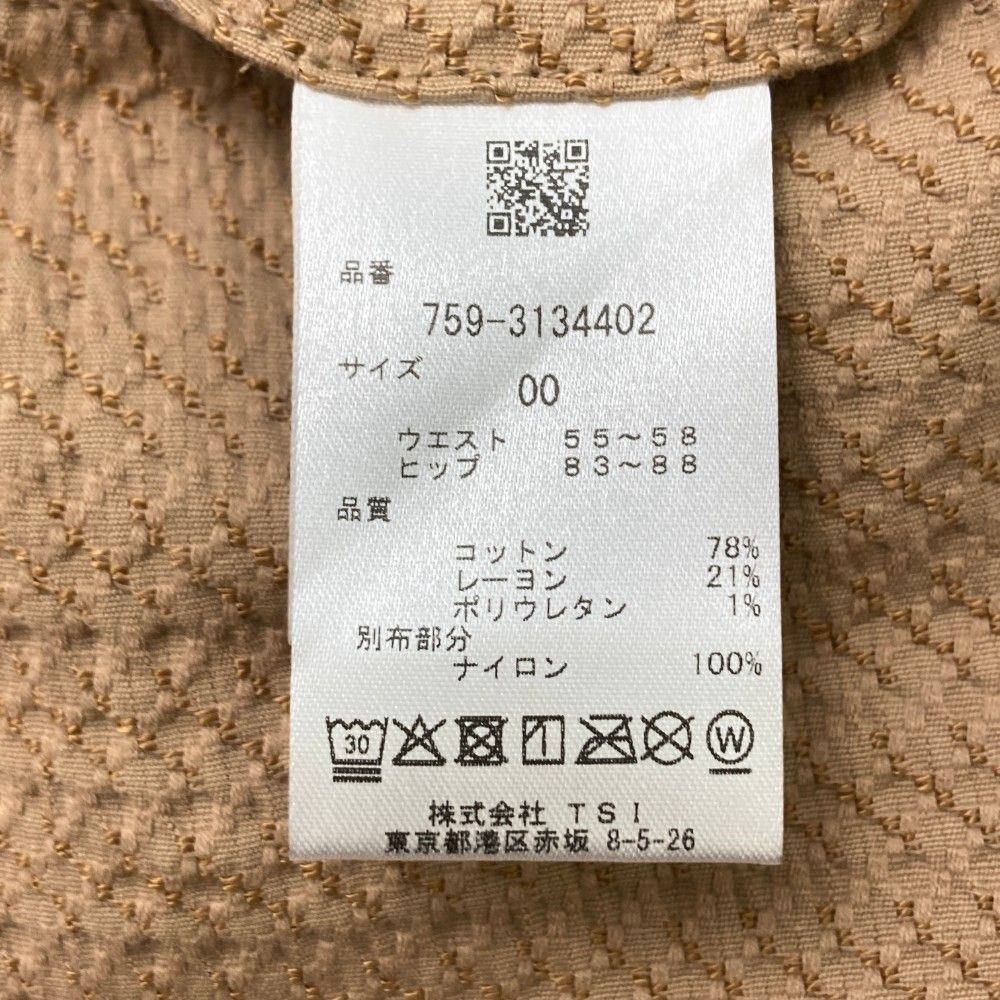 品番
759-3134402
サイズ
00
ウエスト 55～58
ヒップ 83～88
品質
コットン 78%
レーヨン 21%
ポリウレタン 1%
別布部分
ナイロン 100%
30 W
株式会社 TSI
東京都港区赤坂 8-5-26